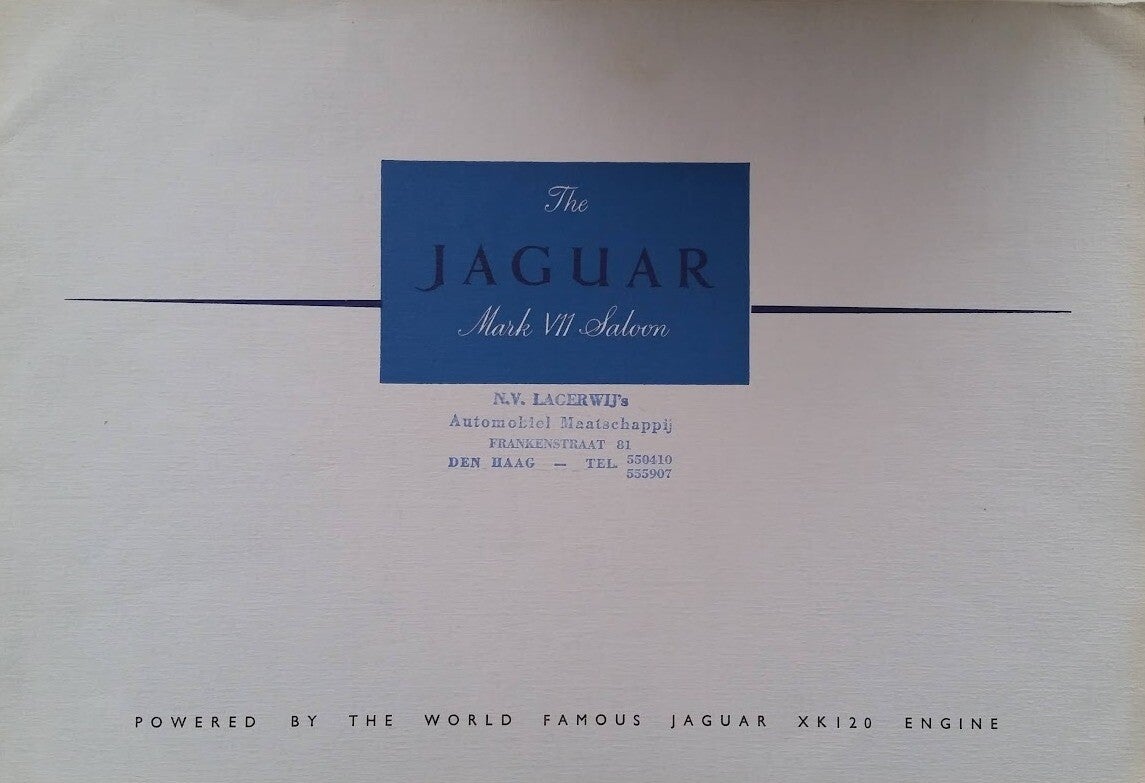 The
JAGUAR
Mark VII Saloon
N.V. LAGERWIJ's
Automobiel Maatschappij
FRANKENSTRAAT 81
DEN HAAG — TEL. 550410
555907
POWERED BY THE WORLD FAMOUS JAGUAR XK120 ENGINE